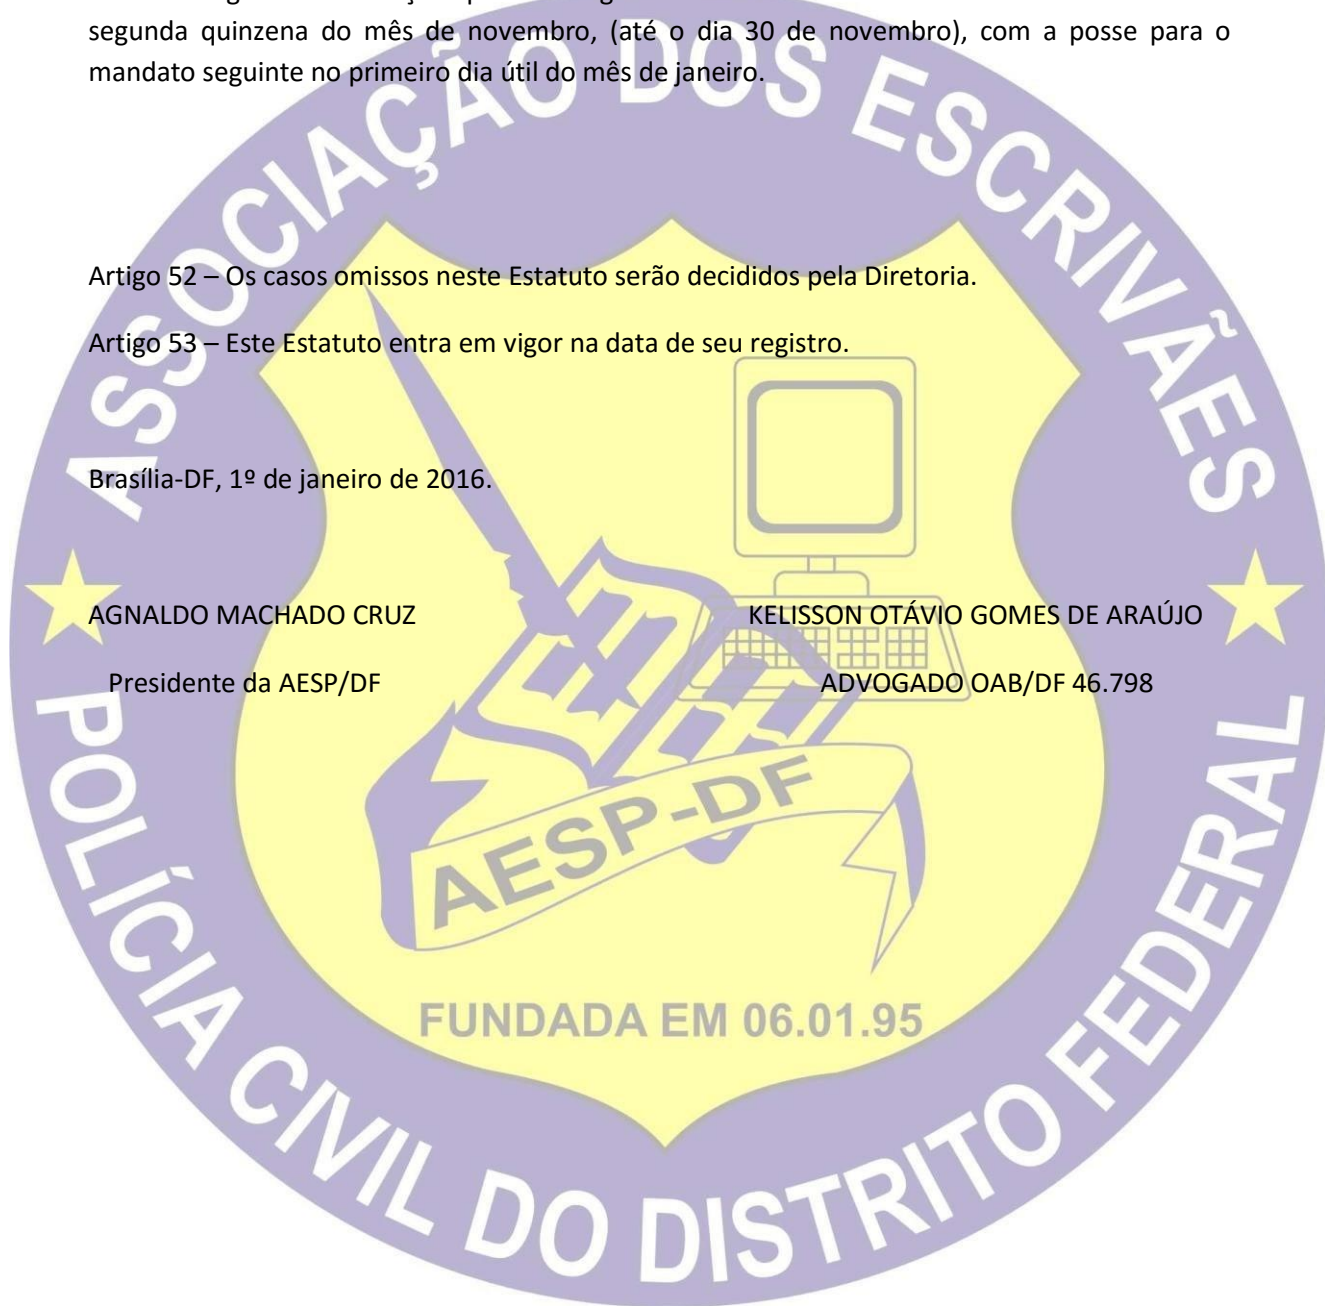 segunda quinzena do mês de novembro, (até o dia 30 de novembro), com a posse para o
mandato seguinte no primeiro dia útil do mês de janeiro.
Artigo 52 – Os casos omissos neste Estatuto serão decididos pela Diretoria.
Artigo 53 – Este Estatuto entra em vigor na data de seu registro.
Brasília-DF, 1º de janeiro de 2016.
AGNALDO MACHADO CRUZ KELISSON OTÁVIO GOMES DE ARAÚJO
Presidente da AESP/DF ADVOGADO OAB/DF 46.798
ASSOCIAÇÃO DOS ESCRIVÃES
AESP-DF
FUNDADA EM 06.01.95
POLÍCIA CIVIL DO DISTRITO FEDERAL